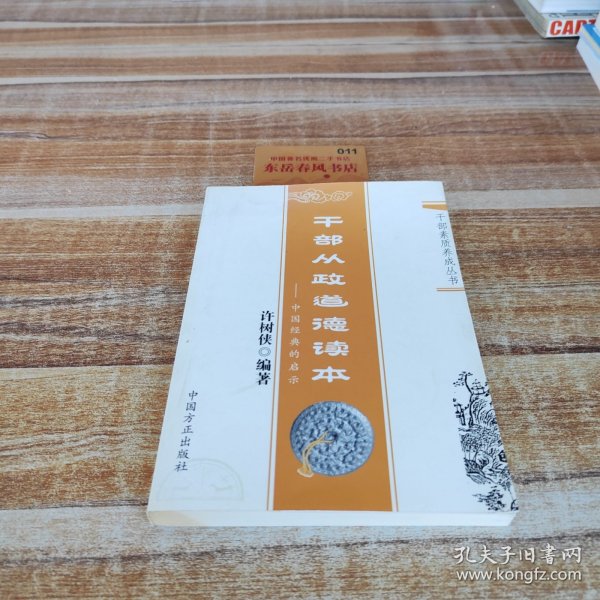 CAD
011
中国著名优质二手书店
东岳春风书店
干部素质养成丛书
干部从政道德读本
——中国经典的启示
许树侠◎编著
中国方正出版社
孔夫子旧书网
www.kongfz.com